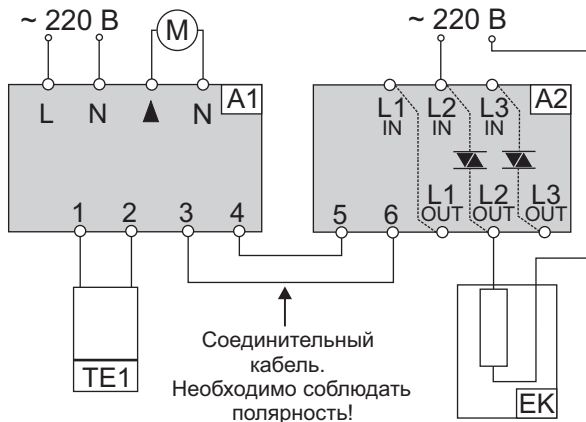 ~ 220 В
~ 220 В
M
A1
A2
L N ▲ N
L1 L2 L3
IN IN IN
L1 L2 L3
OUT OUT OUT
1 2 3 4
5 6
TE1
Соединительный
кабель.
Необходимо соблюдать
полярность!
EK